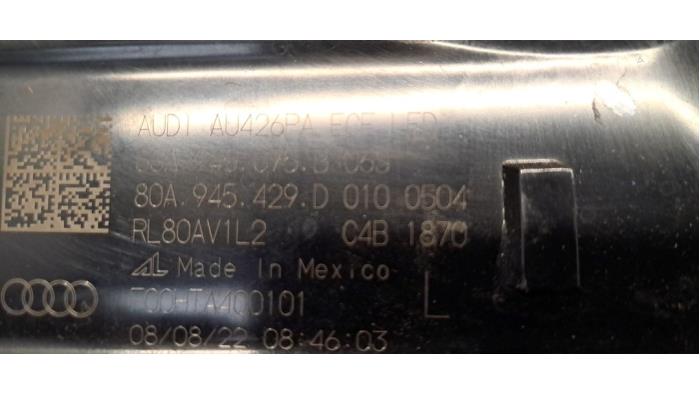 AUDI AU426PA ECE LED
80A.945.429.D 010 0504
RL80AV1L2 C4B 1870
AL Made In Mexico
L
08/08/22 08:46:03